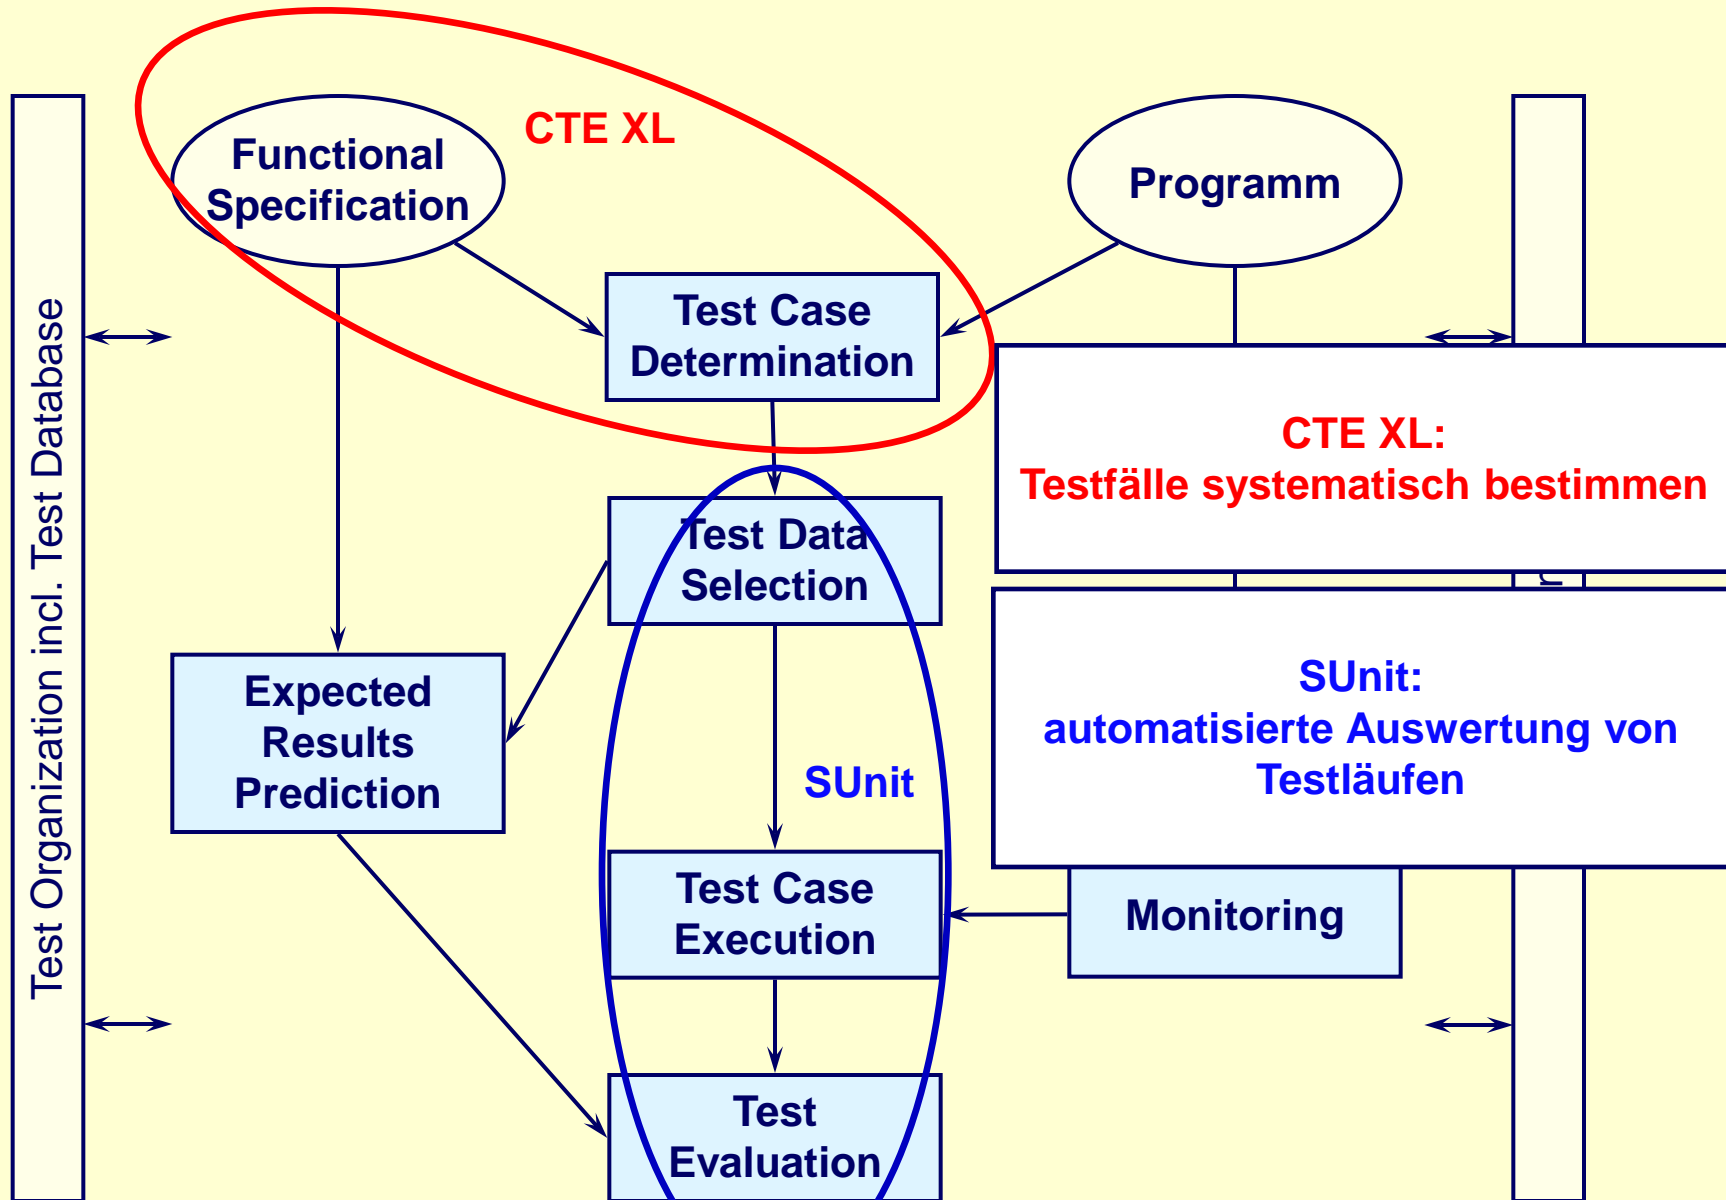 CTE XL
Functional
Specification
Programm
Test Case
Determination
Test Organization incl. Test Database
CTE XL:
Testfälle systematisch bestimmen
Test Data
Selection
SUnit:
automatisierte Auswertung von
Testläufen
Expected
Results
Prediction
SUnit
Test Case
Execution
Monitoring
Test
Evaluation